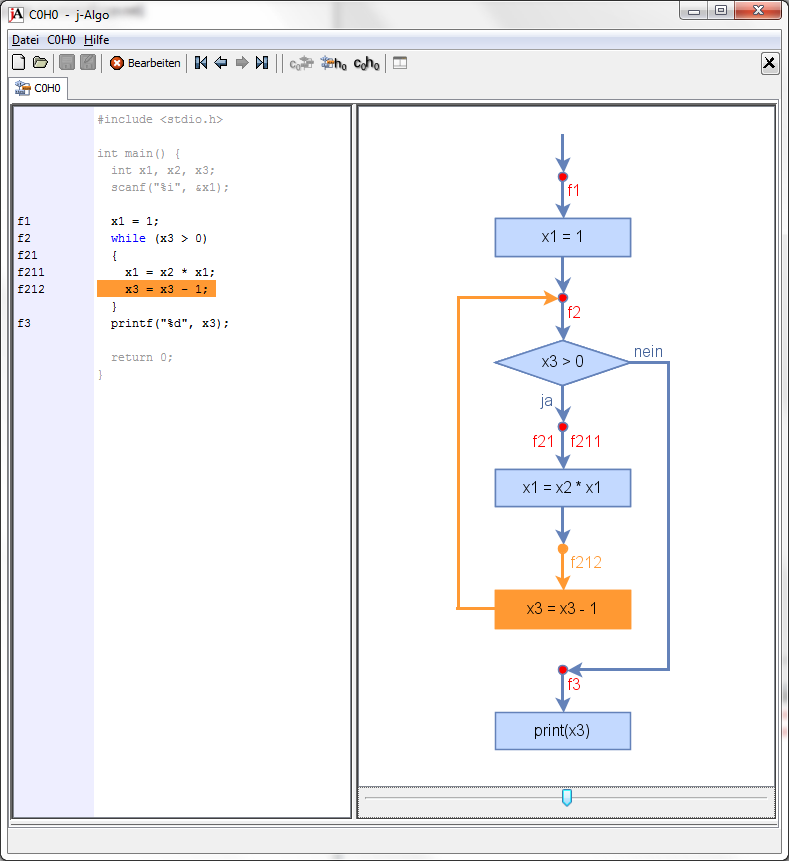 C0H0 - j-Algo
Datei C0H0 Hilfe
Bearbeiten c0 h0 c0h0
C0H0
#include <stdio.h>
int main() {
int x1, x2, x3;
scanf("%i", &x1);
f1 x1 = 1;
f2 while (x3 > 0)
f21 {
f211 x1 = x2 * x1;
f212 x3 = x3 - 1;
}
f3 printf("%d", x3);
return 0;
}
f1
x1 = 1
f2
x3 > 0
nein
ja
f21 f211
x1 = x2 * x1
f212
x3 = x3 - 1
f3
print(x3)